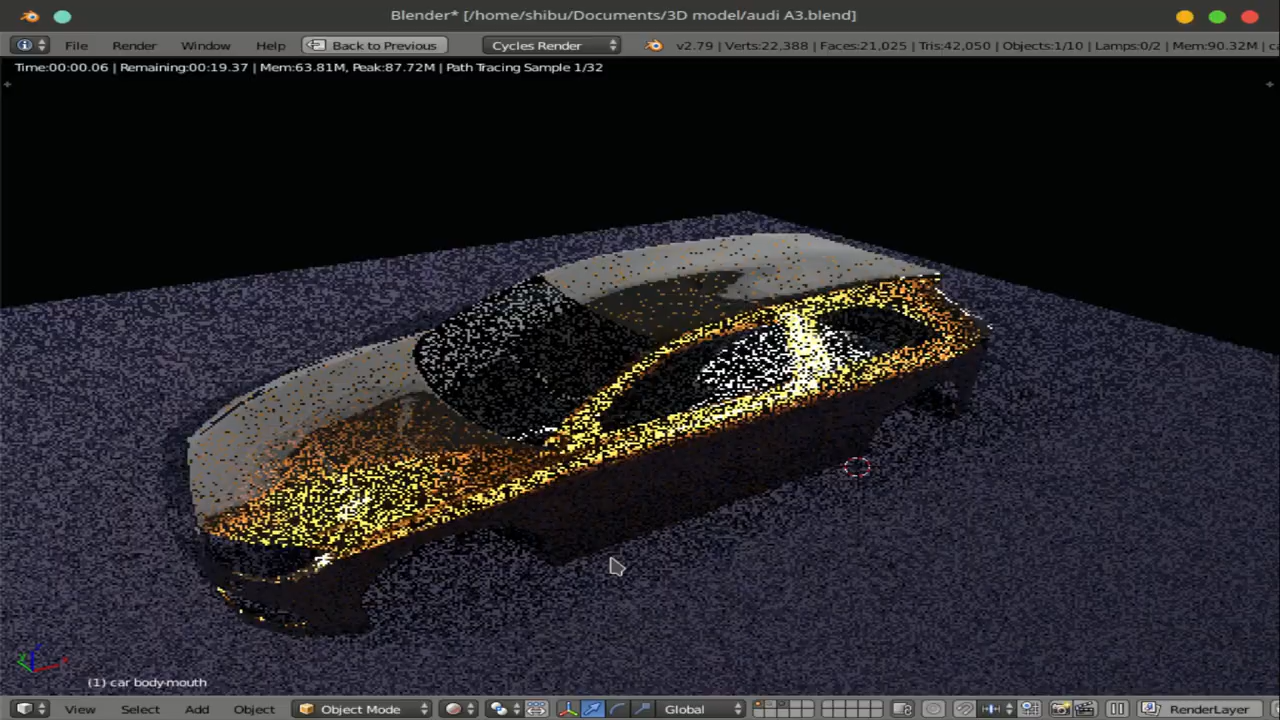 Blender* [/home/shibu/Documents/3D model/audi A3.blend]
File Render Window Help Back to Previous Cycles Render v2.79 | Verts:22,388 | Faces:21,025 | Tris:42,050 | Objects:1/10 | Lamps:0/2 | Mem:90.32M |
Time:00:00.06 | Remaining:00:19.37 | Mem:63.81M, Peak:87.72M | Path Tracing Sample 1/32
(1) car body-mouth
View Select Add Object Object Mode Global RenderLayer